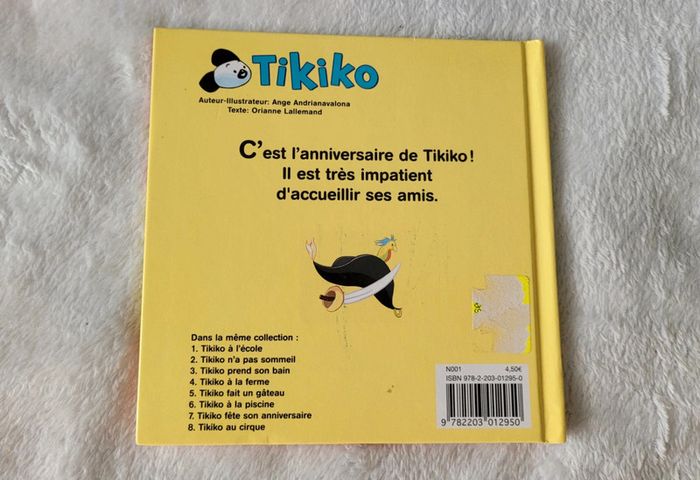 Tikiko
Auteur-Illustrateur: Ange Andrianavalona
Texte: Orianne Lallemand
C'est l'anniversaire de Tikiko!
Il est très impatient
d'accueillir ses amis.
Dans la même collection :
1. Tikiko à l'école
2. Tikiko n'a pas sommeil
3. Tikiko prend son bain
4. Tikiko à la ferme
5. Tikiko fait un gâteau
6. Tikiko à la piscine
7. Tikiko fête son anniversaire
8. Tikiko au cirque
N001 4,50€
ISBN 978-2-203-01295-0
9 782203 012950